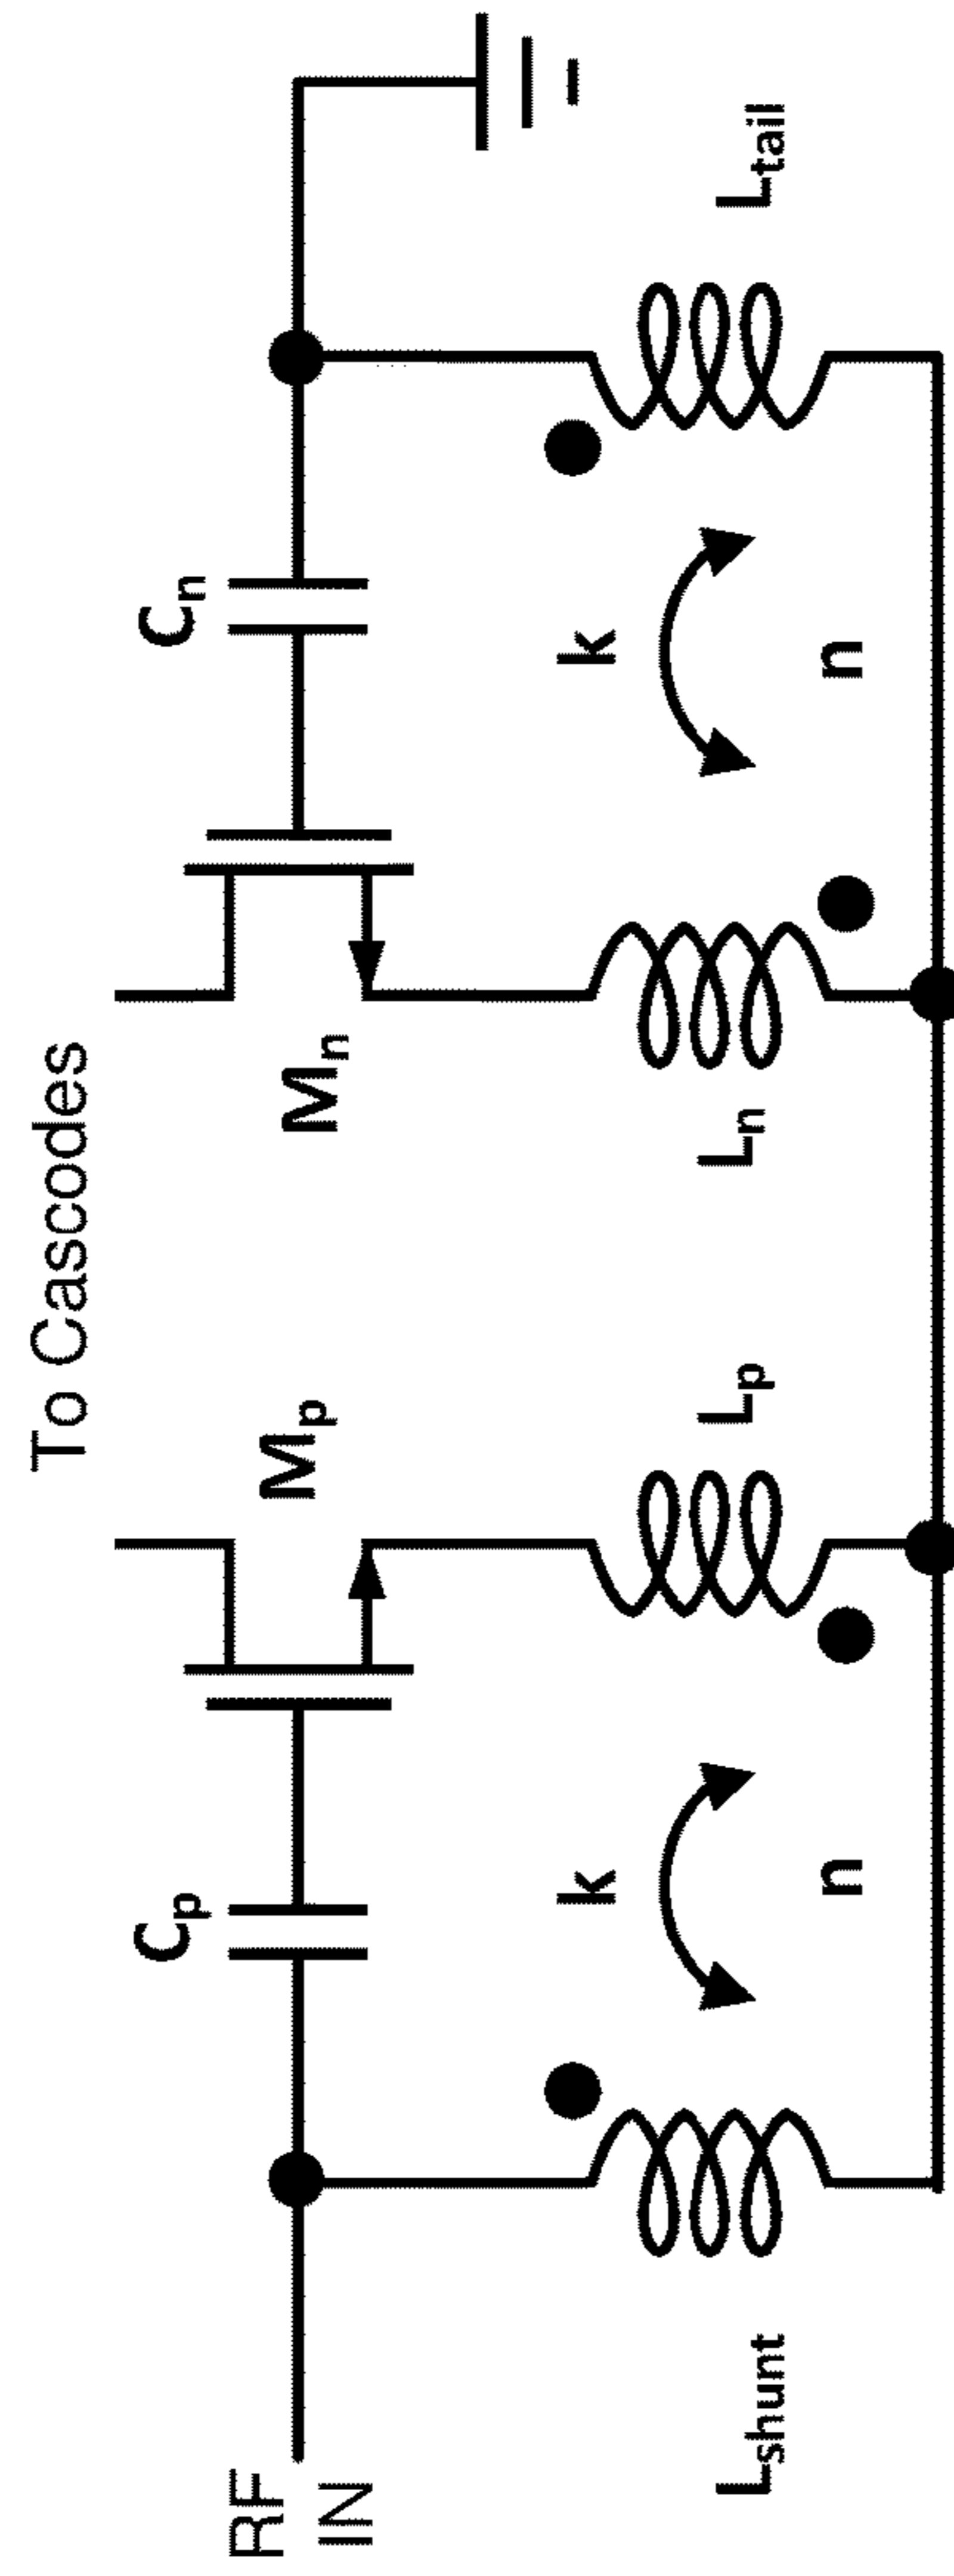 To Cascodes
RF
IN
Cp
Mp
Mn
Cn
k
n
k
n
Lshunt
Lp
Ln
Ltail